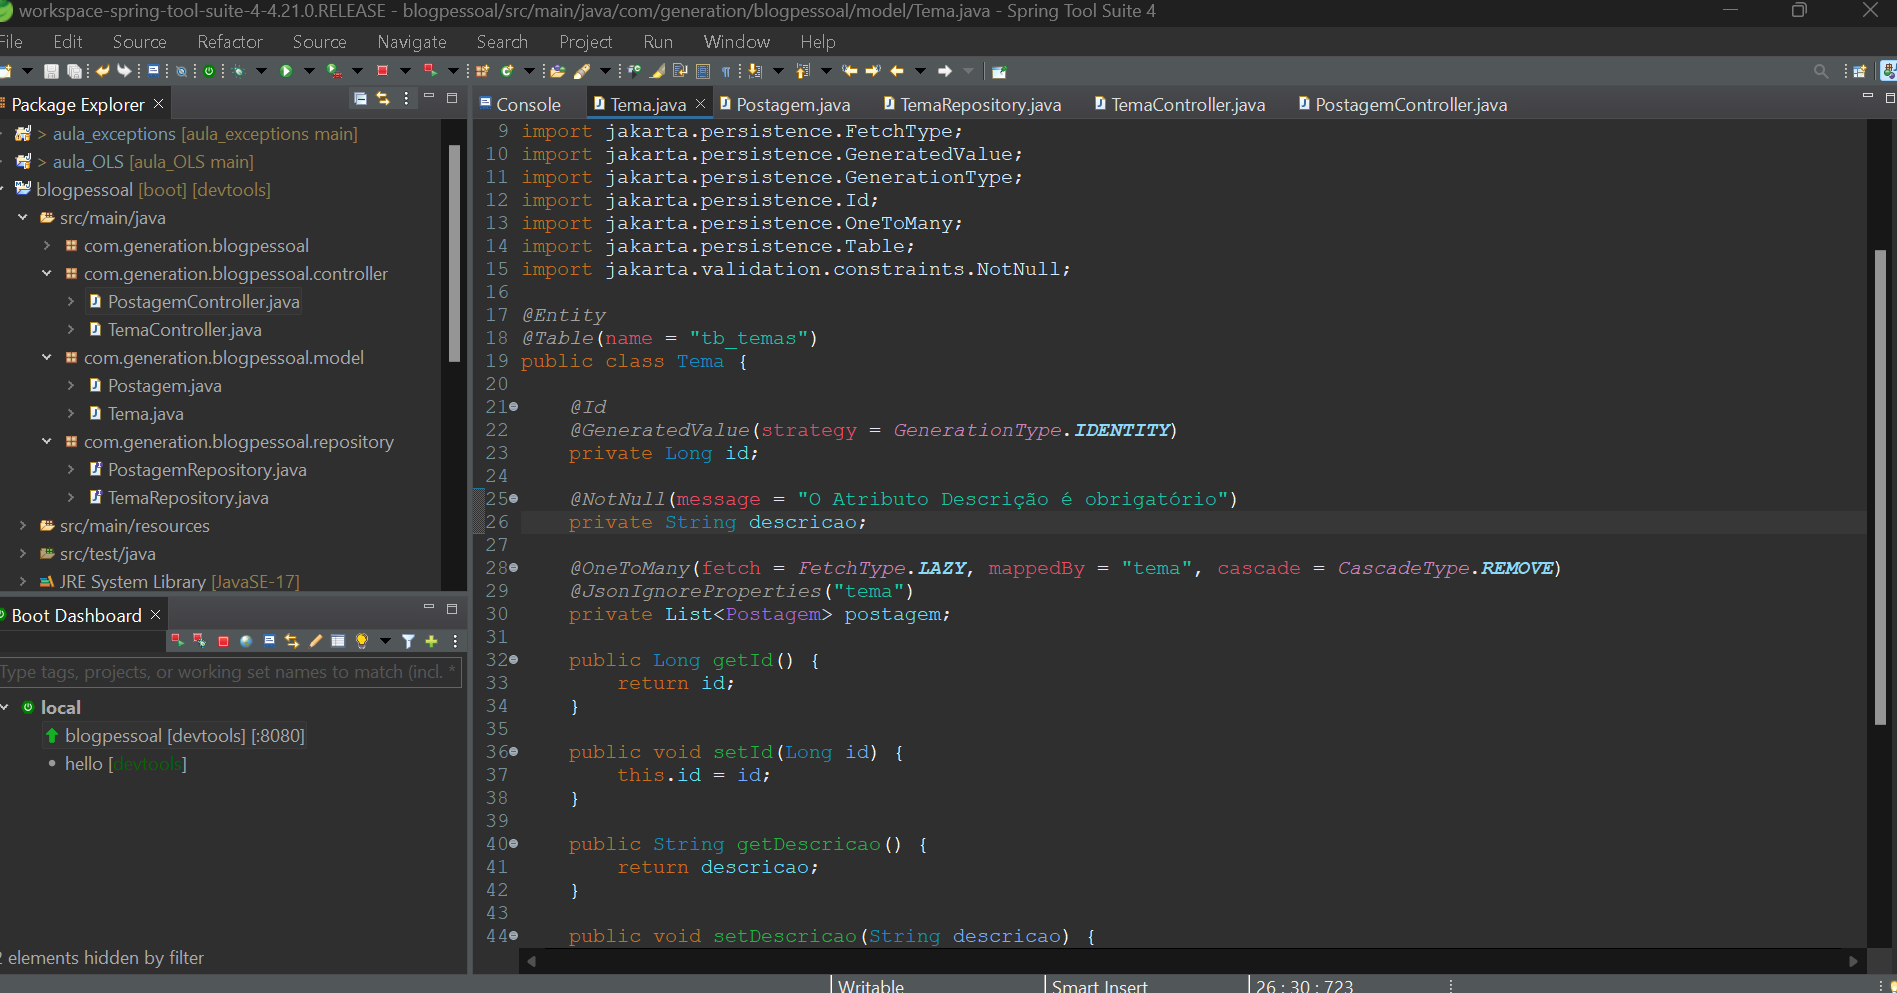 workspace-spring-tool-suite-4-4.21.0.RELEASE - blogpessoal/src/main/java/com/generation/blogpessoal/model/Tema.java - Spring Tool Suite 4
File Edit Source Refactor Source Navigate Search Project Run Window Help
Package Explorer
> aula_exceptions [aula_exceptions main]
> aula_OLS [aula_OLS main]
blogpessoal [boot] [devtools]
src/main/java
com.generation.blogpessoal
com.generation.blogpessoal.controller
PostagemController.java
TemaController.java
com.generation.blogpessoal.model
Postagem.java
Tema.java
com.generation.blogpessoal.repository
PostagemRepository.java
TemaRepository.java
src/main/resources
src/test/java
JRE System Library [JavaSE-17]
Boot Dashboard
Type tags, projects, or working set names to match (incl. *
local
blogpessoal [devtools] [:8080]
hello [devtools]
2 elements hidden by filter
Console Tema.java Postagem.java TemaRepository.java TemaController.java PostagemController.java
9 import jakarta.persistence.FetchType;
10 import jakarta.persistence.GeneratedValue;
11 import jakarta.persistence.GenerationType;
12 import jakarta.persistence.Id;
13 import jakarta.persistence.OneToMany;
14 import jakarta.persistence.Table;
15 import jakarta.validation.constraints.NotNull;
16
17 @Entity
18 @Table(name = "tb_temas")
19 public class Tema {
20
21 @Id
22 @GeneratedValue(strategy = GenerationType.IDENTITY)
23 private Long id;
24
25 @NotNull(message = "O Atributo Descrição é obrigatório")
26 private String descricao;
27
28 @OneToMany(fetch = FetchType.LAZY, mappedBy = "tema", cascade = CascadeType.REMOVE)
29 @JsonIgnoreProperties("tema")
30 private List<Postagem> postagem;
31
32 public Long getId() {
33 return id;
34 }
35
36 public void setId(Long id) {
37 this.id = id;
38 }
39
40 public String getDescricao() {
41 return descricao;
42 }
43
44 public void setDescricao(String descricao) {
Writable Smart Insert 26 : 30 : 723